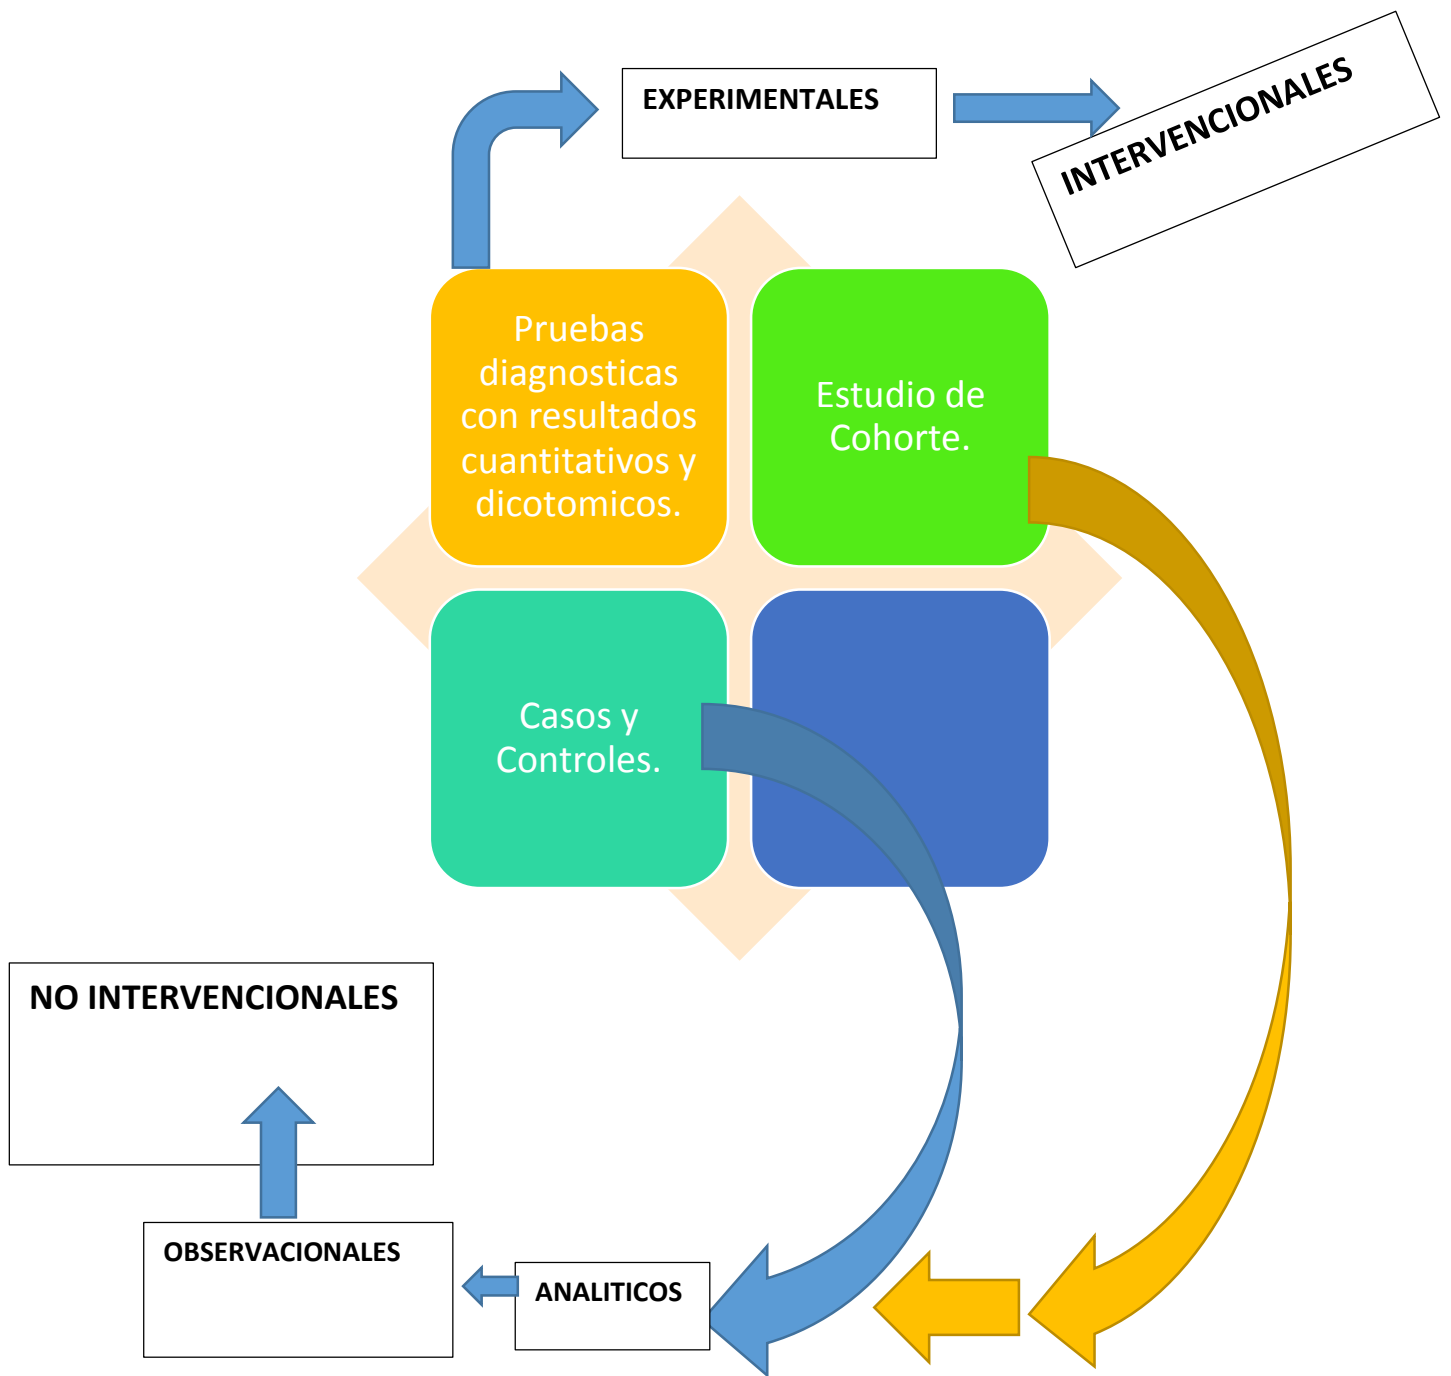 EXPERIMENTALES
INTERVENCIONALES
Pruebas
diagnosticas
con resultados
cuantitativos y
dicotomicos.
Estudio de
Cohorte.
Casos y
Controles.
NO INTERVENCIONALES
OBSERVACIONALES
ANALITICOS